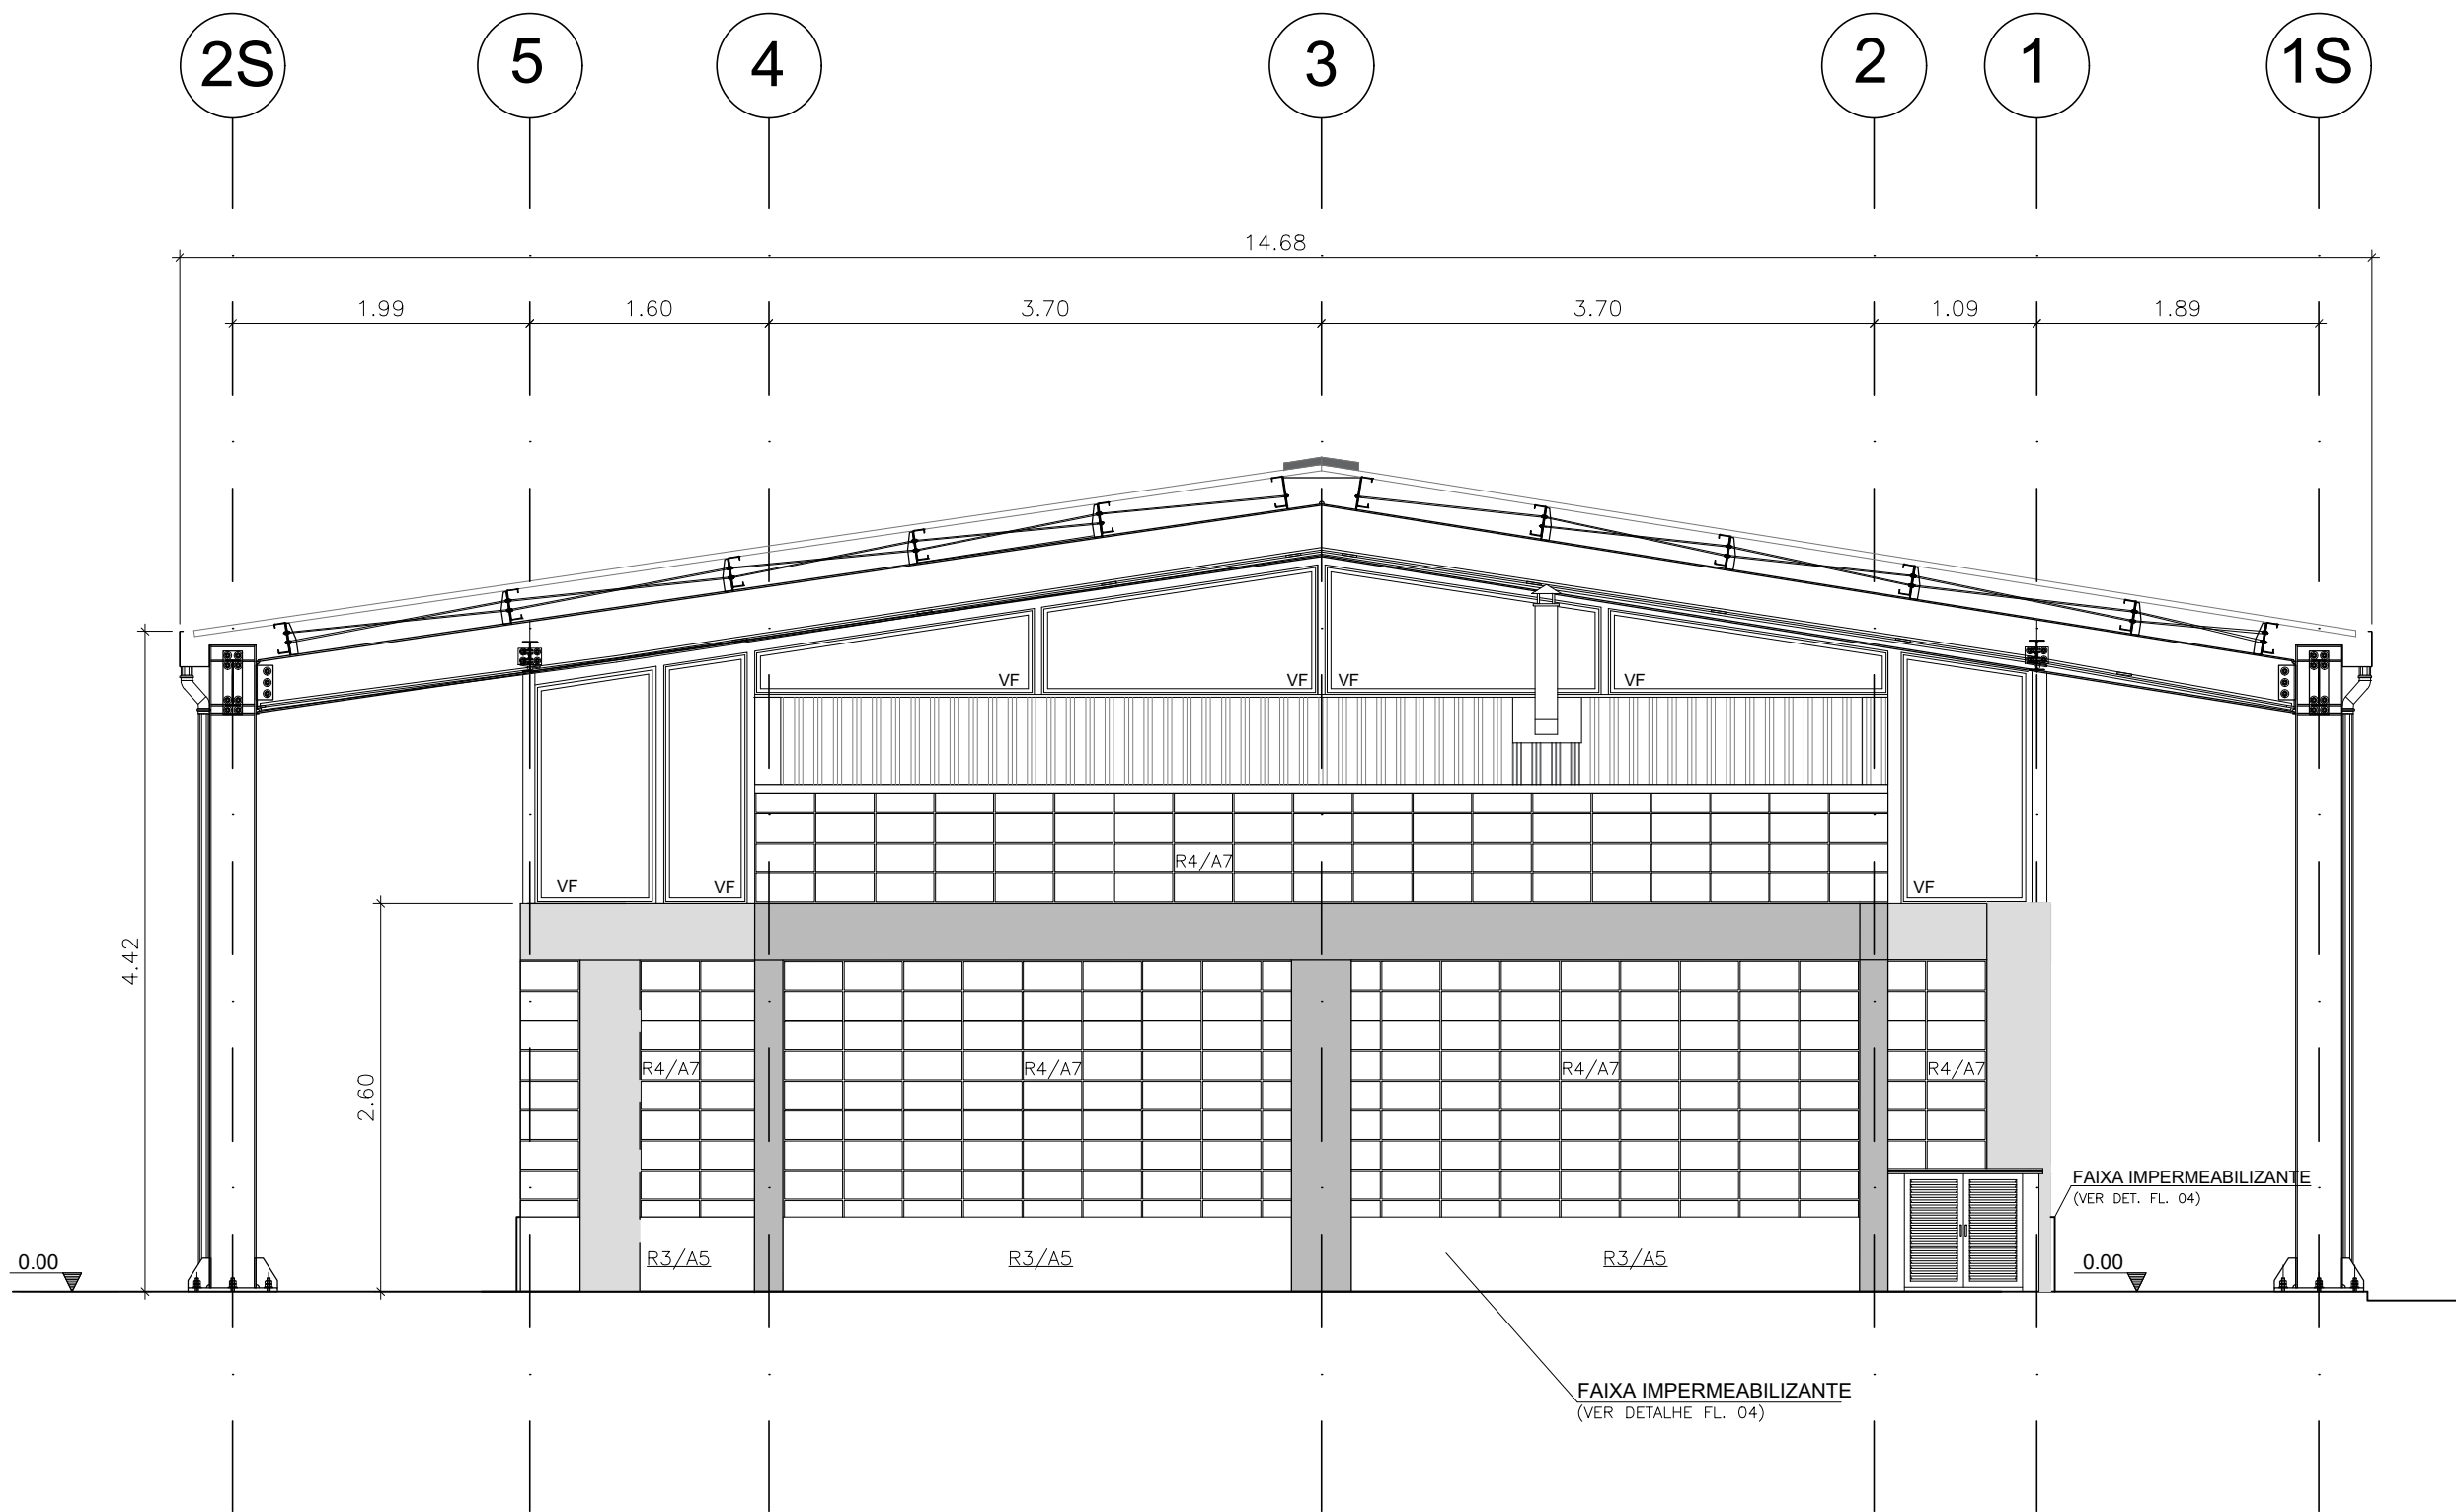 2S 5 4 3 2 1 1S
14.68
1.99 1.60 3.70 3.70 1.09 1.89
VF VF VF VF
R4/A7
VF VF VF
4.42
2.60
R4/A7 R4/A7 R4/A7 R4/A7
FAIXA IMPERMEABILIZANTE
(VER DET. FL. 04)
R3/A5 R3/A5 R3/A5
0.00 0.00
FAIXA IMPERMEABILIZANTE
(VER DETALHE FL. 04)